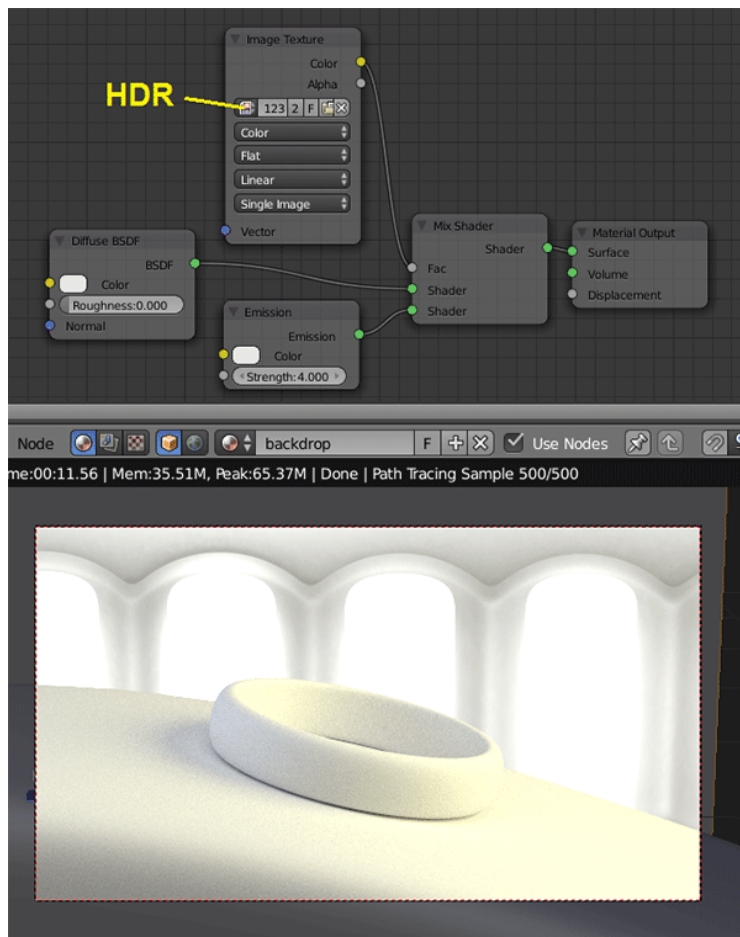 Image Texture
Color
Alpha
HDR
123 2 F
Color
Flat
Linear
Single Image
Vector
Diffuse BSDF
BSDF
Color
Roughness:0.000
Normal
Emission
Emission
Color
Strength:4.000
Mix Shader
Shader
Fac
Shader
Shader
Material Output
Surface
Volume
Displacement
Node backdrop F Use Nodes
me:00:11.56 | Mem:35.51M, Peak:65.37M | Done | Path Tracing Sample 500/500